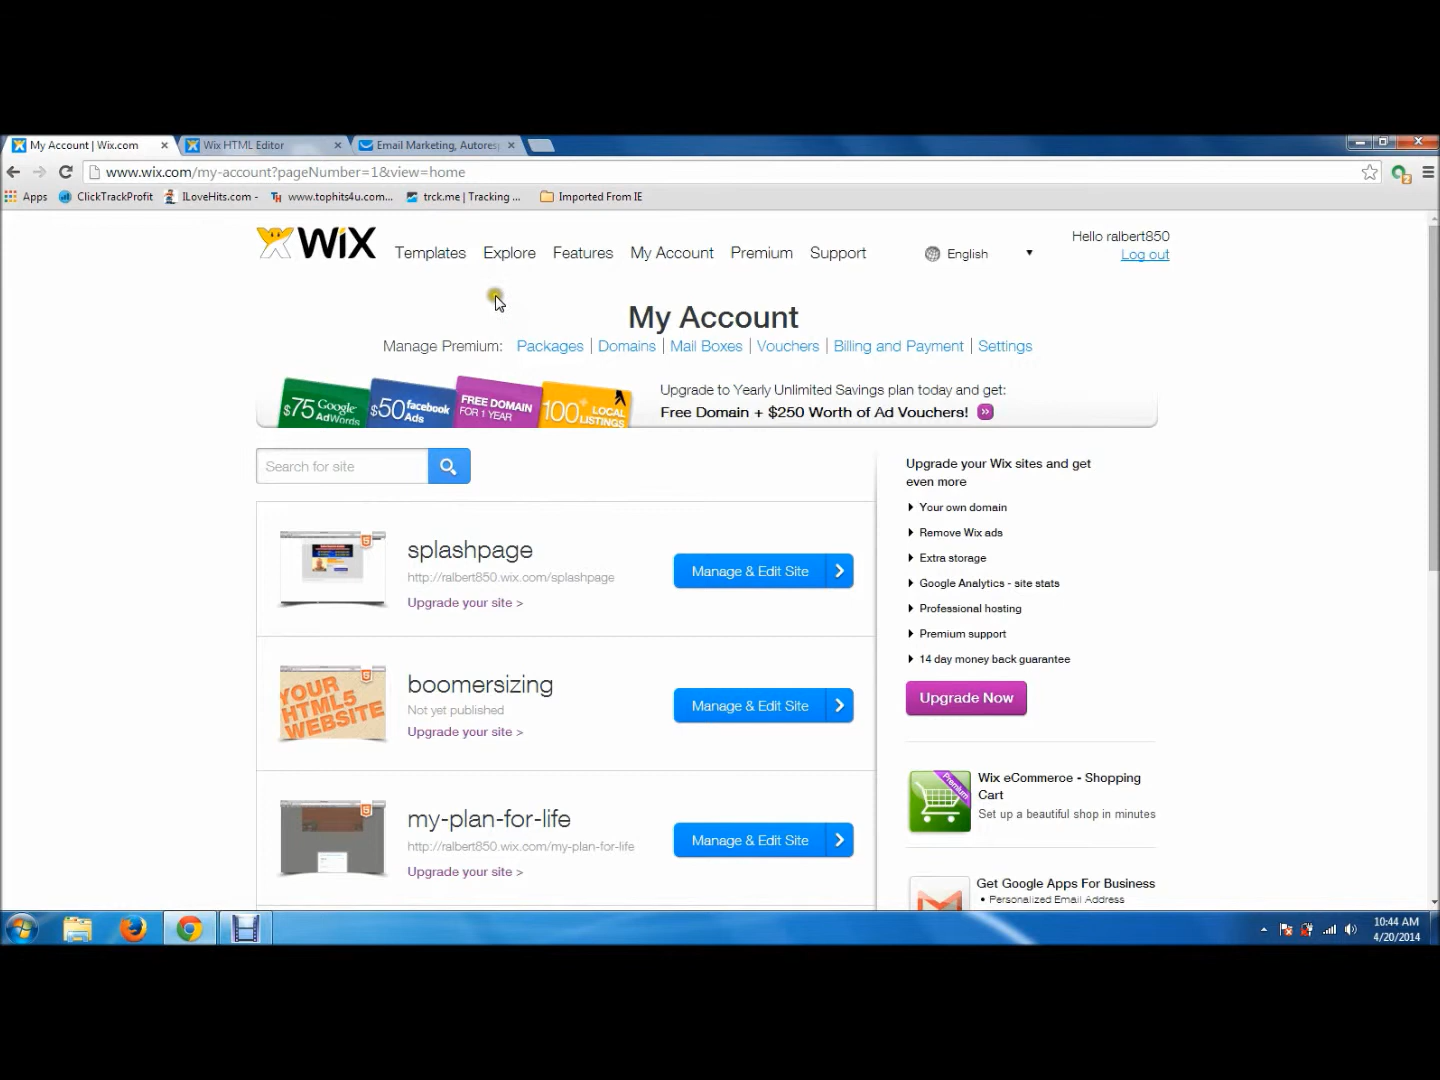 My Account | Wix.com
Wix HTML Editor
Email Marketing, Autores
www.wix.com/my-account?pageNumber=1&view=home
Apps
ClickTrackProfit
ILoveHits.com -
TH www.tophits4u.com...
trck.me | Tracking ...
Imported From IE
WiX
Templates
Explore
Features
My Account
Premium
Support
English
Hello ralbert850
Log out
My Account
Manage Premium: Packages | Domains | Mail Boxes | Vouchers | Billing and Payment | Settings
$75 Google AdWords
$50 facebook Ads
FREE DOMAIN
FOR 1 YEAR
100+ LOCAL LISTINGS
Upgrade to Yearly Unlimited Savings plan today and get:
Free Domain + $250 Worth of Ad Vouchers!
Search for site
splashpage
http://ralbert850.wix.com/splashpage
Upgrade your site >
Manage & Edit Site
YOUR
HTML5
WEBSITE
boomersizing
Not yet published
Upgrade your site >
Manage & Edit Site
my-plan-for-life
http://ralbert850.wix.com/my-plan-for-life
Upgrade your site >
Manage & Edit Site
Upgrade your Wix sites and get
even more
Your own domain
Remove Wix ads
Extra storage
Google Analytics - site stats
Professional hosting
Premium support
14 day money back guarantee
Upgrade Now
Premium
Wix eCommerce - Shopping
Cart
Set up a beautiful shop in minutes
Get Google Apps For Business
• Personalized Email Address
10:44 AM
4/20/2014